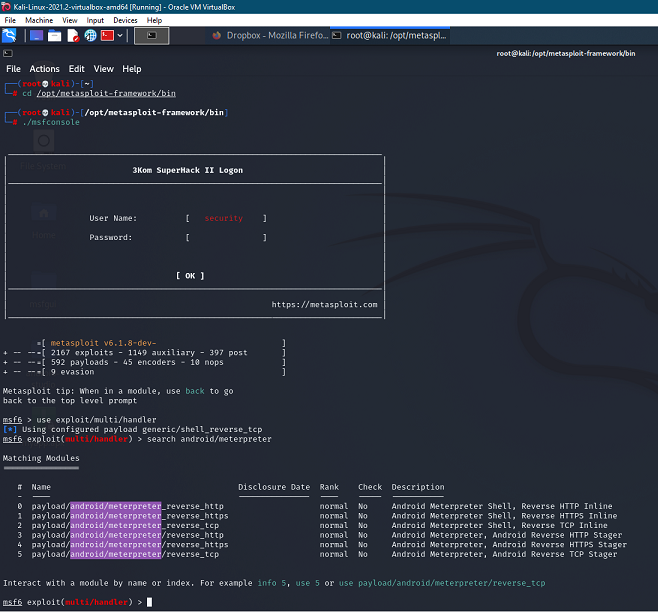 Kali-Linux-2021.2-virtualbox-amd64 [Running] - Oracle VM VirtualBox
File Machine View Input Devices Help
Dropbox - Mozilla Firefo... root@kali: /opt/metaspl...
root@kali: /opt/metasploit-framework/bin
File Actions Edit View Help
(root💀kali)-[~]
# cd /opt/metasploit-framework/bin
(root💀kali)-[/opt/metasploit-framework/bin]
# ./msfconsole
3Kom SuperHack II Logon
User Name: [ security ]
Password: [ ]
[ OK ]
https://metasploit.com
=[ metasploit v6.1.8-dev- ]
+ -- --=[ 2167 exploits - 1149 auxiliary - 397 post ]
+ -- --=[ 592 payloads - 45 encoders - 10 nops ]
+ -- --=[ 9 evasion ]
Metasploit tip: When in a module, use back to go
back to the top level prompt
msf6 > use exploit/multi/handler
[*] Using configured payload generic/shell_reverse_tcp
msf6 exploit(multi/handler) > search android/meterpreter
Matching Modules
================
# Name Disclosure Date Rank Check Description
- ---- --------------- ---- ----- -----------
0 payload/android/meterpreter_reverse_http normal No Android Meterpreter Shell, Reverse HTTP Inline
1 payload/android/meterpreter_reverse_https normal No Android Meterpreter Shell, Reverse HTTPS Inline
2 payload/android/meterpreter_reverse_tcp normal No Android Meterpreter Shell, Reverse TCP Inline
3 payload/android/meterpreter/reverse_http normal No Android Meterpreter, Android Reverse HTTP Stager
4 payload/android/meterpreter/reverse_https normal No Android Meterpreter, Android Reverse HTTPS Stager
5 payload/android/meterpreter/reverse_tcp normal No Android Meterpreter, Android Reverse TCP Stager
Interact with a module by name or index. For example info 5, use 5 or use payload/android/meterpreter/reverse_tcp
msf6 exploit(multi/handler) >